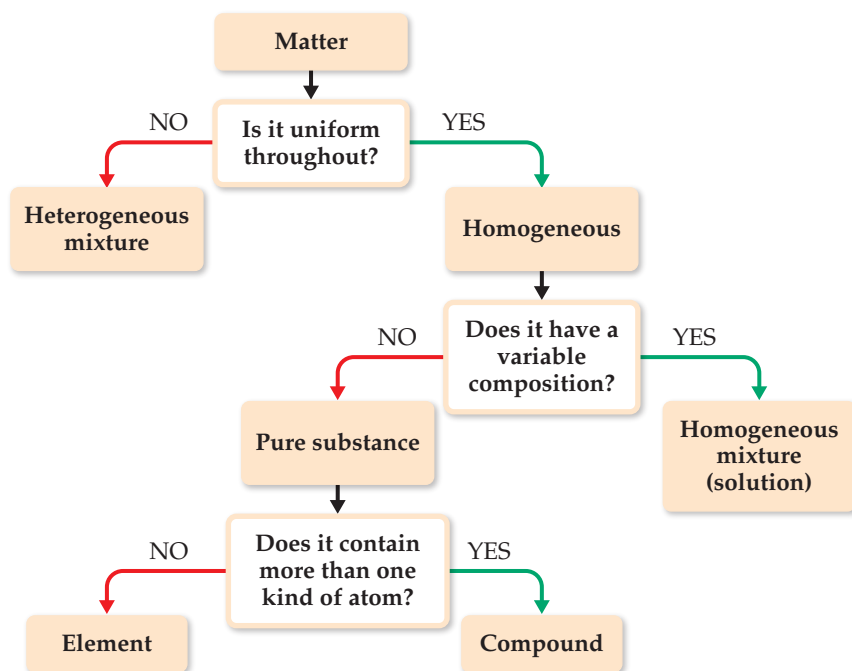 Matter
NO
Is it uniform
throughout?
YES
Heterogeneous
mixture
Homogeneous
NO
Does it have a
variable
composition?
YES
Pure substance
Homogeneous
mixture
(solution)
NO
Does it contain
more than one
kind of atom?
YES
Element
Compound